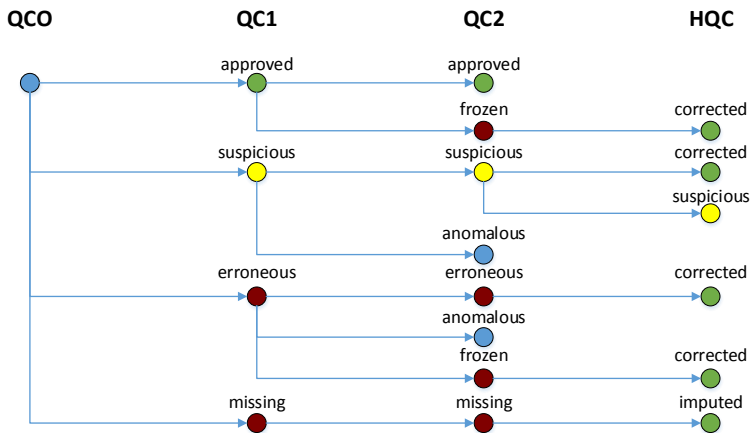 QCO QC1 QC2 HQC
approved approved
frozen corrected
suspicious suspicious corrected
suspicious
anomalous
erroneous erroneous corrected
anomalous
frozen corrected
missing missing imputed